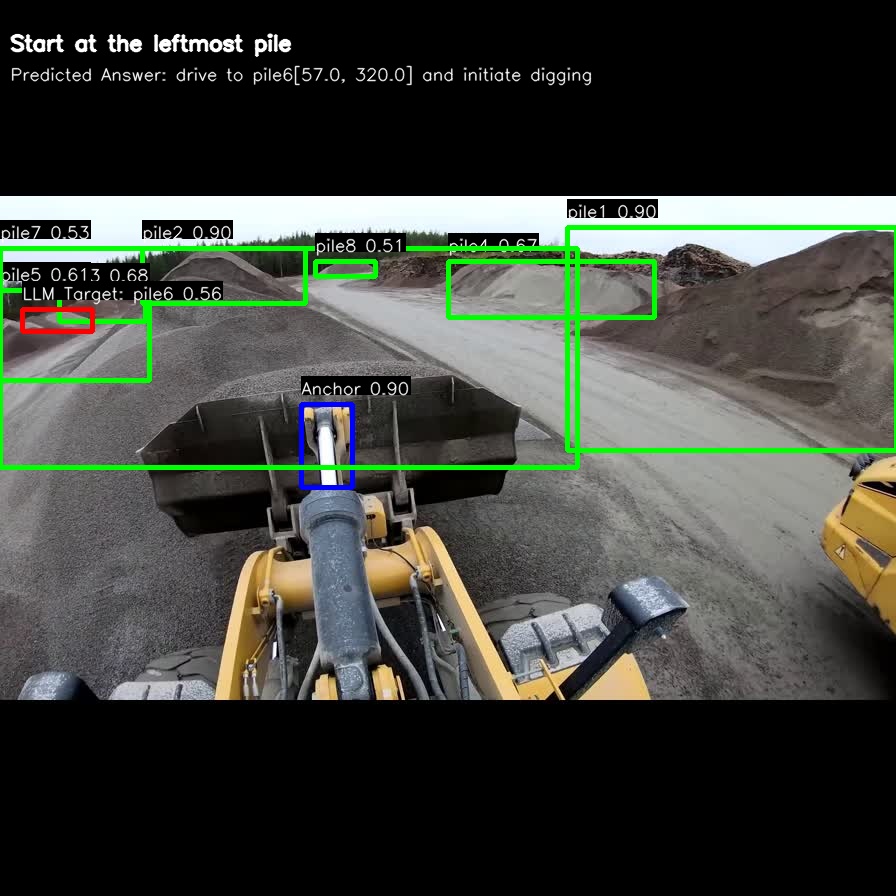 Start at the leftmost pile
Predicted Answer: drive to pile6[57.0, 320.0] and initiate digging
pile1 0.90
pile7 0.53
pile2 0.90
pile8 0.51
pile4 0.67
pile5 0.613 0.68
LLM Target: pile6 0.56
Anchor 0.90